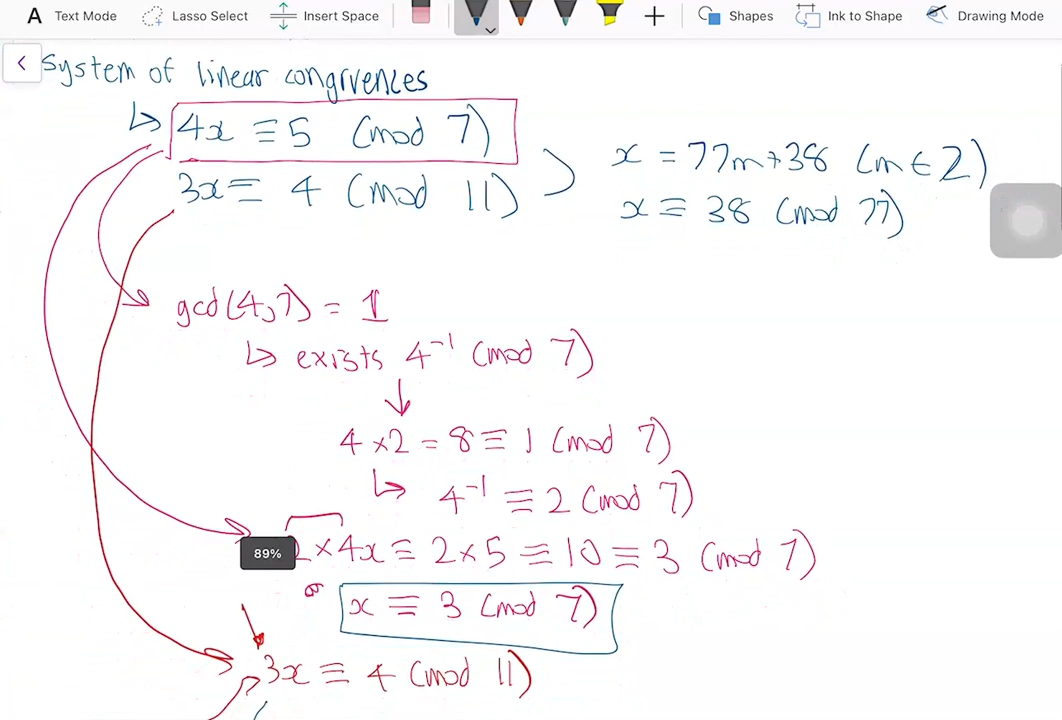 A Text Mode Lasso Select Insert Space + Shapes Ink to Shape Drawing Mode
System of linear congruences
4x ≡ 5 (mod 7)
3x ≡ 4 (mod 11)
x = 77m+38 (m ∈ Z)
x ≡ 38 (mod 77)
gcd(4,7) = 1
↳ exists 4⁻¹ (mod 7)
4 × 2 = 8 ≡ 1 (mod 7)
↳ 4⁻¹ ≡ 2 (mod 7)
89%
2 × 4x ≡ 2 × 5 ≡ 10 ≡ 3 (mod 7)
x ≡ 3 (mod 7)
3x ≡ 4 (mod 11)